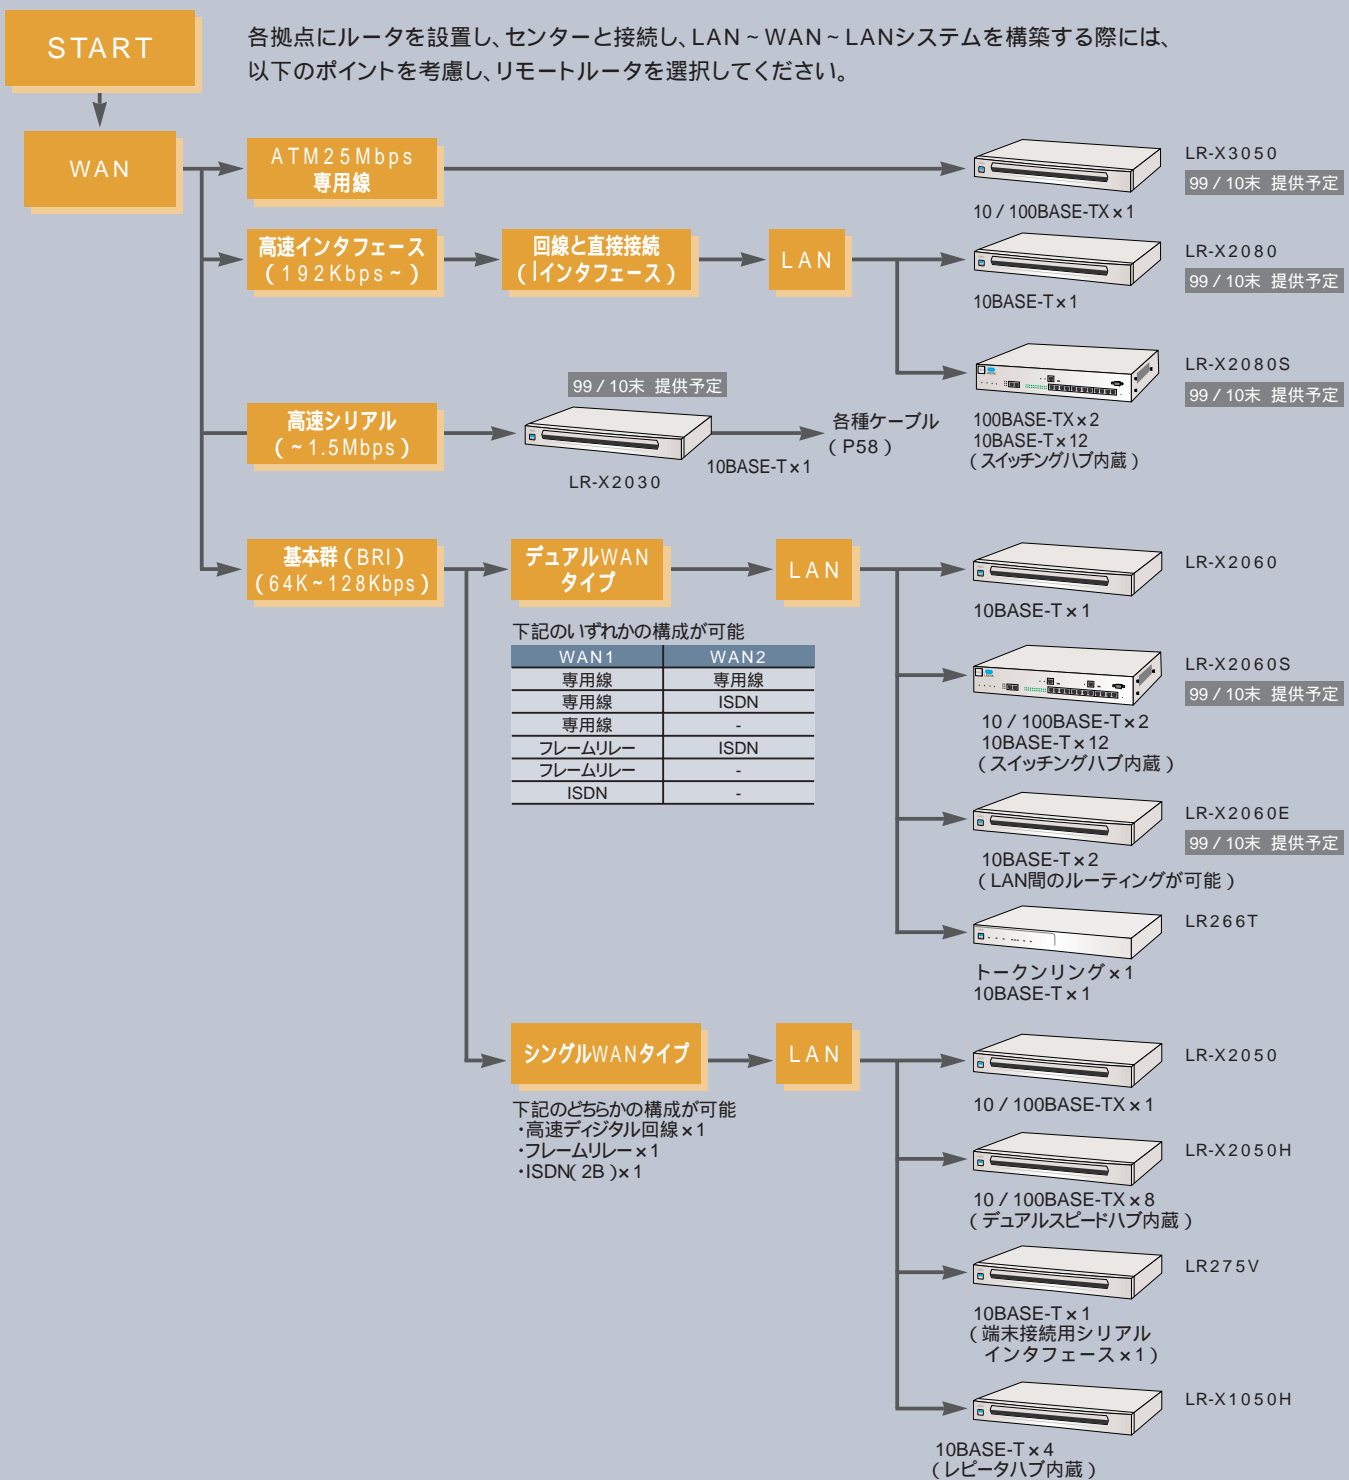 START
各拠点にルータを設置し、センターと接続し、LAN~WAN~LANシステムを構築する際には、
以下のポイントを考慮し、リモートルータを選択してください。
WAN
ATM25Mbps
専用線
LR-X3050
99/10末 提供予定
10/100BASE-TX×1
高速インタフェース
(192Kbps~)
回線と直接接続
(Iインタフェース)
LAN
LR-X2080
99/10末 提供予定
10BASE-T×1
LR-X2080S
99/10末 提供予定
100BASE-TX×2
10BASE-T×12
(スイッチングハブ内蔵)
高速シリアル
(~1.5Mbps)
99/10末 提供予定
LR-X2030
10BASE-T×1
各種ケーブル
(P58)
基本群(BRI)
(64K~128Kbps)
デュアルWAN
タイプ
LAN
下記のいずれかの構成が可能
WAN1 WAN2
専用線 専用線
専用線 ISDN
専用線 -
フレームリレー ISDN
フレームリレー -
ISDN -
LR-X2060
10BASE-T×1
LR-X2060S
99/10末 提供予定
10/100BASE-T×2
10BASE-T×12
(スイッチングハブ内蔵)
LR-X2060E
99/10末 提供予定
10BASE-T×2
(LAN間のルーティングが可能)
LR266T
トークンリング×1
10BASE-T×1
シングルWANタイプ
LAN
下記のどちらかの構成が可能
・高速ディジタル回線×1
・フレームリレー×1
・ISDN(2B)×1
LR-X2050
10/100BASE-TX×1
LR-X2050H
10/100BASE-TX×8
(デュアルスピードハブ内蔵)
LR275V
10BASE-T×1
(端末接続用シリアル
インタフェース×1)
LR-X1050H
10BASE-T×4
(レピータハブ内蔵)